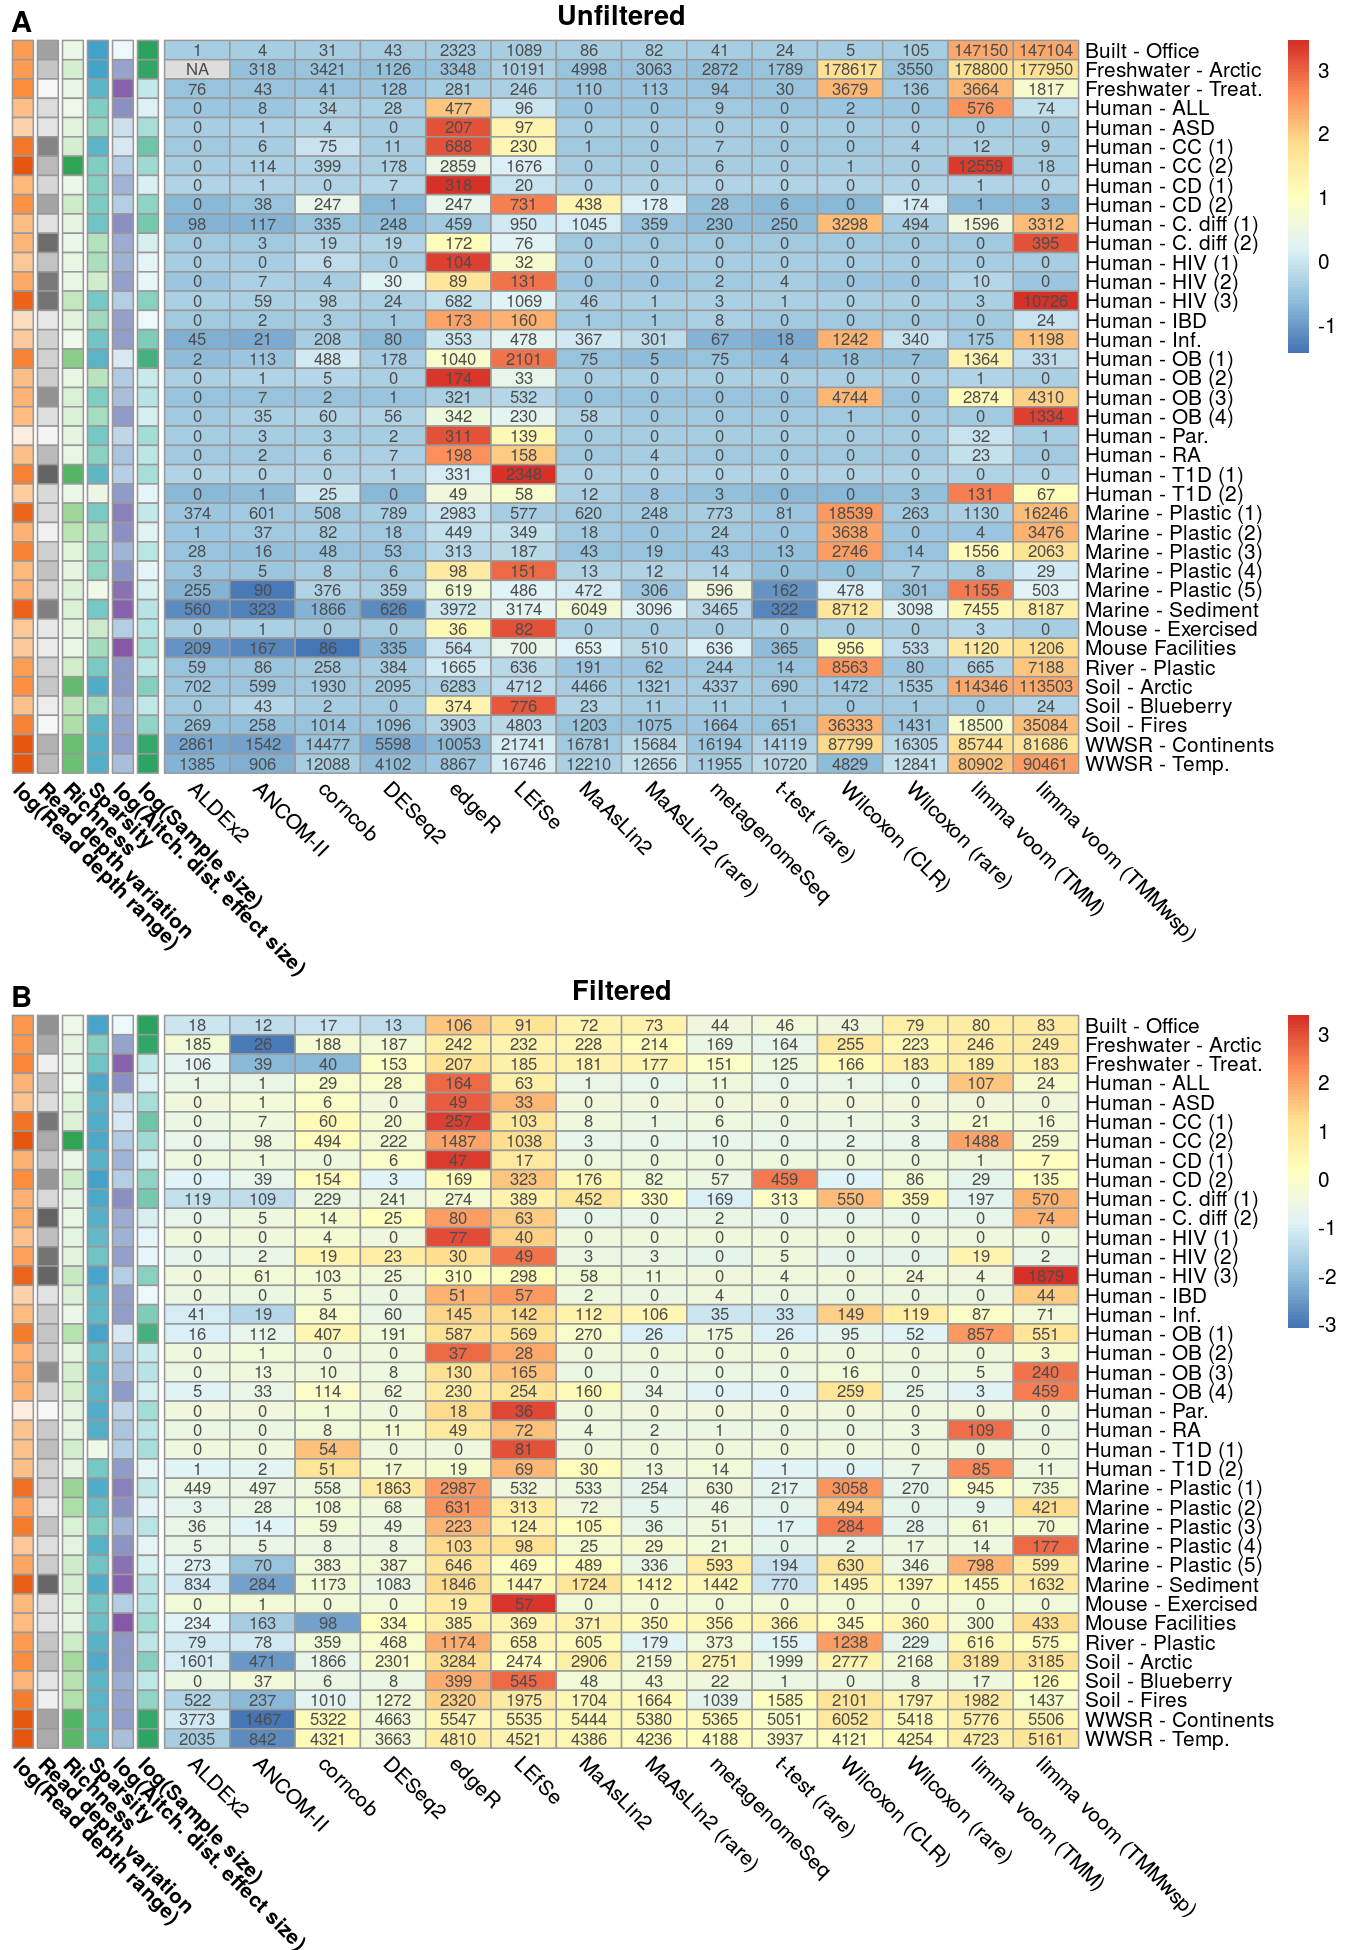 A
Unfiltered
1 4 31 43 2323 1089 86 82 41 24 5 105 147150 147104 Built - Office
NA 318 3421 1126 3348 10191 4998 3063 2872 1789 178617 3550 178800 177950 Freshwater - Arctic
76 43 41 128 281 246 110 113 94 30 3679 136 3664 1817 Freshwater - Treat.
0 8 34 28 477 96 0 0 9 0 2 0 576 74 Human - ALL
0 1 4 0 207 97 0 0 0 0 0 0 0 0 Human - ASD
0 6 75 11 688 230 1 0 7 0 0 4 12 9 Human - CC (1)
0 114 399 178 2859 1676 0 0 6 0 1 0 12559 18 Human - CC (2)
0 1 0 7 318 20 0 0 0 0 0 0 1 0 Human - CD (1)
0 38 247 1 247 731 438 178 28 6 0 174 1 3 Human - CD (2)
98 117 335 248 459 950 1045 359 230 250 3298 494 1596 3312 Human - C. diff (1)
0 3 19 19 172 76 0 0 0 0 0 0 0 395 Human - C. diff (2)
0 0 6 0 104 32 0 0 0 0 0 0 0 0 Human - HIV (1)
0 7 4 30 89 131 0 0 2 4 0 0 10 0 Human - HIV (2)
0 59 98 24 682 1069 46 1 3 1 0 0 3 10726 Human - HIV (3)
0 2 3 1 173 160 1 1 8 0 0 0 0 24 Human - IBD
45 21 208 80 353 478 367 301 67 18 1242 340 175 1198 Human - Inf.
2 113 488 178 1040 2101 75 5 75 4 18 7 1364 331 Human - OB (1)
0 1 5 0 174 33 0 0 0 0 0 0 1 0 Human - OB (2)
0 7 2 1 321 532 0 0 0 0 4744 0 2874 4310 Human - OB (3)
0 35 60 56 342 230 58 0 0 0 1 0 0 1334 Human - OB (4)
0 3 3 2 311 139 0 0 0 0 0 0 32 1 Human - Par.
0 2 6 7 198 158 0 4 0 0 0 0 23 0 Human - RA
0 0 0 1 331 2348 0 0 0 0 0 0 0 0 Human - T1D (1)
0 1 25 0 49 58 12 8 3 0 0 3 131 67 Human - T1D (2)
374 601 508 789 2983 577 620 248 773 81 18539 263 1130 16246 Marine - Plastic (1)
1 37 82 18 449 349 18 0 24 0 3638 0 4 3476 Marine - Plastic (2)
28 16 48 53 313 187 43 19 43 13 2746 14 1556 2063 Marine - Plastic (3)
3 5 8 6 98 151 13 12 14 0 0 7 8 29 Marine - Plastic (4)
255 90 376 359 619 486 472 306 596 162 478 301 1155 503 Marine - Plastic (5)
560 323 1866 626 3972 3174 6049 3096 3465 322 8712 3098 7455 8187 Marine - Sediment
0 1 0 0 36 82 0 0 0 0 0 0 3 0 Mouse - Exercised
209 167 86 335 564 700 653 510 636 365 956 533 1120 1206 Mouse Facilities
59 86 258 384 1665 636 191 62 244 14 8563 80 665 7188 River - Plastic
702 599 1930 2095 6283 4712 4466 1321 4337 690 1472 1535 114346 113503 Soil - Arctic
0 43 2 0 374 776 23 11 11 1 0 1 0 24 Soil - Blueberry
269 258 1014 1096 3903 4803 1203 1075 1664 651 36333 1431 18500 35084 Soil - Fires
2861 1542 14477 5598 10053 21741 16781 15684 16194 14119 87799 16305 85744 81686 WWSR - Continents
1385 906 12088 4102 8867 16746 12210 12656 11955 10720 4829 12841 80902 90461 WWSR - Temp.
3
2
1
0
-1
log(Read depth range)
Read depth variation
Richness
Sparsity
log(Aitch. dist. effect size)
log(Sample size)
ALDEx2
ANCOM-II
corncob
DESeq2
edgeR
LEfSe
MaAsLin2
MaAsLin2 (rare)
metagenomeSeq
t-test (rare)
Wilcoxon (CLR)
Wilcoxon (rare)
limma voom (TMM)
limma voom (TMMwsp)
B
Filtered
18 12 17 13 106 91 72 73 44 46 43 79 80 83 Built - Office
185 26 188 187 242 232 228 214 169 164 255 223 246 249 Freshwater - Arctic
106 39 40 153 207 185 181 177 151 125 166 183 189 183 Freshwater - Treat.
1 1 29 28 164 63 1 0 11 0 1 0 107 24 Human - ALL
0 1 6 0 49 33 0 0 0 0 0 0 0 0 Human - ASD
0 7 60 20 257 103 8 1 6 0 1 3 21 16 Human - CC (1)
0 98 494 222 1487 1038 3 0 10 0 2 8 1488 259 Human - CC (2)
0 1 0 6 47 17 0 0 0 0 0 0 1 7 Human - CD (1)
0 39 154 3 169 323 176 82 57 459 0 86 29 135 Human - CD (2)
119 109 229 241 274 389 452 330 169 313 550 359 197 570 Human - C. diff (1)
0 5 14 25 80 63 0 0 2 0 0 0 0 74 Human - C. diff (2)
0 0 4 0 77 40 0 0 0 0 0 0 0 0 Human - HIV (1)
0 2 19 23 30 49 3 3 0 5 0 0 19 2 Human - HIV (2)
0 61 103 25 310 298 58 11 0 4 0 24 4 1879 Human - HIV (3)
0 0 5 0 51 57 2 0 4 0 0 0 0 44 Human - IBD
41 19 84 60 145 142 112 106 35 33 149 119 87 71 Human - Inf.
16 112 407 191 587 569 270 26 175 26 95 52 857 551 Human - OB (1)
0 1 0 0 37 28 0 0 0 0 0 0 0 3 Human - OB (2)
0 13 10 8 130 165 0 0 0 0 16 0 5 240 Human - OB (3)
5 33 114 62 230 254 160 34 0 0 259 25 3 459 Human - OB (4)
0 0 1 0 18 36 0 0 0 0 0 0 0 0 Human - Par.
0 0 8 11 49 72 4 2 1 0 0 3 109 0 Human - RA
0 0 54 0 0 81 0 0 0 0 0 0 0 0 Human - T1D (1)
1 2 51 17 19 69 30 13 14 1 0 7 85 11 Human - T1D (2)
449 497 558 1863 2987 532 533 254 630 217 3058 270 945 735 Marine - Plastic (1)
3 28 108 68 631 313 72 5 46 0 494 0 9 421 Marine - Plastic (2)
36 14 59 49 223 124 105 36 51 17 284 28 61 70 Marine - Plastic (3)
5 5 8 8 103 98 25 29 21 0 2 17 14 177 Marine - Plastic (4)
273 70 383 387 646 469 489 336 593 194 630 346 798 599 Marine - Plastic (5)
834 284 1173 1083 1846 1447 1724 1412 1442 770 1495 1397 1455 1632 Marine - Sediment
0 1 0 0 19 57 0 0 0 0 0 0 0 0 Mouse - Exercised
234 163 98 334 385 369 371 350 356 366 345 360 300 433 Mouse Facilities
79 78 359 468 1174 658 605 179 373 155 1238 229 616 575 River - Plastic
1601 471 1866 2301 3284 2474 2906 2159 2751 1999 2777 2168 3189 3185 Soil - Arctic
0 37 6 8 399 545 48 43 22 1 0 8 17 126 Soil - Blueberry
522 237 1010 1272 2320 1975 1704 1664 1039 1585 2101 1797 1982 1437 Soil - Fires
3773 1467 5322 4663 5547 5535 5444 5380 5365 5051 6052 5418 5776 5506 WWSR - Continents
2035 842 4321 3663 4810 4521 4386 4236 4188 3937 4121 4254 4723 5161 WWSR - Temp.
3
2
1
0
-1
-2
-3
log(Read depth range)
Read depth variation
Richness
Sparsity
log(Aitch. dist. effect size)
log(Sample size)
ALDEx2
ANCOM-II
corncob
DESeq2
edgeR
LEfSe
MaAsLin2
MaAsLin2 (rare)
metagenomeSeq
t-test (rare)
Wilcoxon (CLR)
Wilcoxon (rare)
limma voom (TMM)
limma voom (TMMwsp)